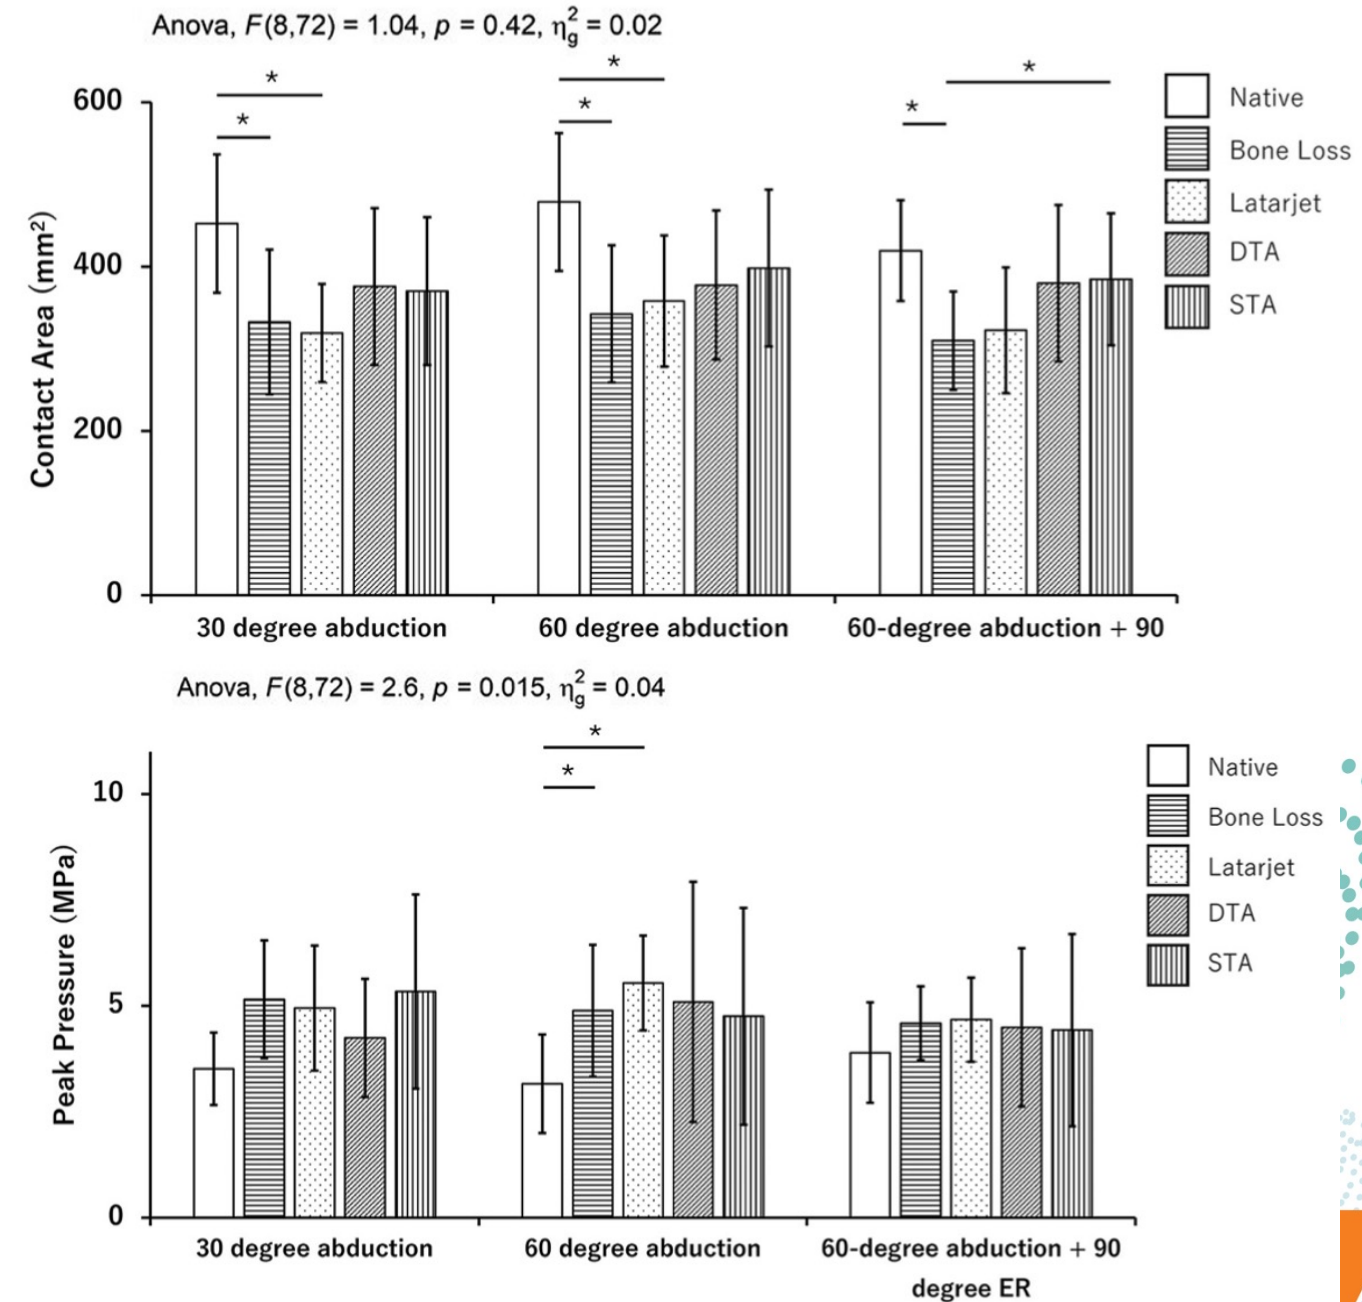 Anova, F(8,72) = 1.04, p = 0.42, η²g = 0.02
* * *
* * *
600
400
200
0
Contact Area (mm²)
Native
Bone Loss
Latarjet
DTA
STA
30 degree abduction 60 degree abduction 60-degree abduction + 90
Anova, F(8,72) = 2.6, p = 0.015, η²g = 0.04
*
*
10
5
0
Peak Pressure (MPa)
Native
Bone Loss
Latarjet
DTA
STA
30 degree abduction 60 degree abduction 60-degree abduction + 90
degree ER